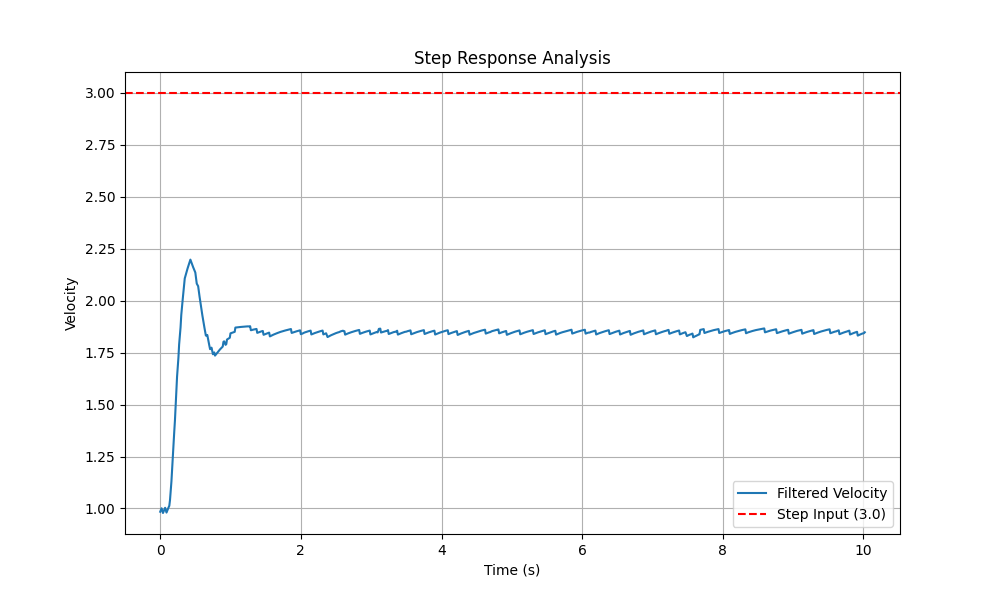 Step Response Analysis
3.00
2.75
2.50
2.25
2.00
1.75
1.50
1.25
1.00
Velocity
Filtered Velocity
Step Input (3.0)
0 2 4 6 8 10
Time (s)